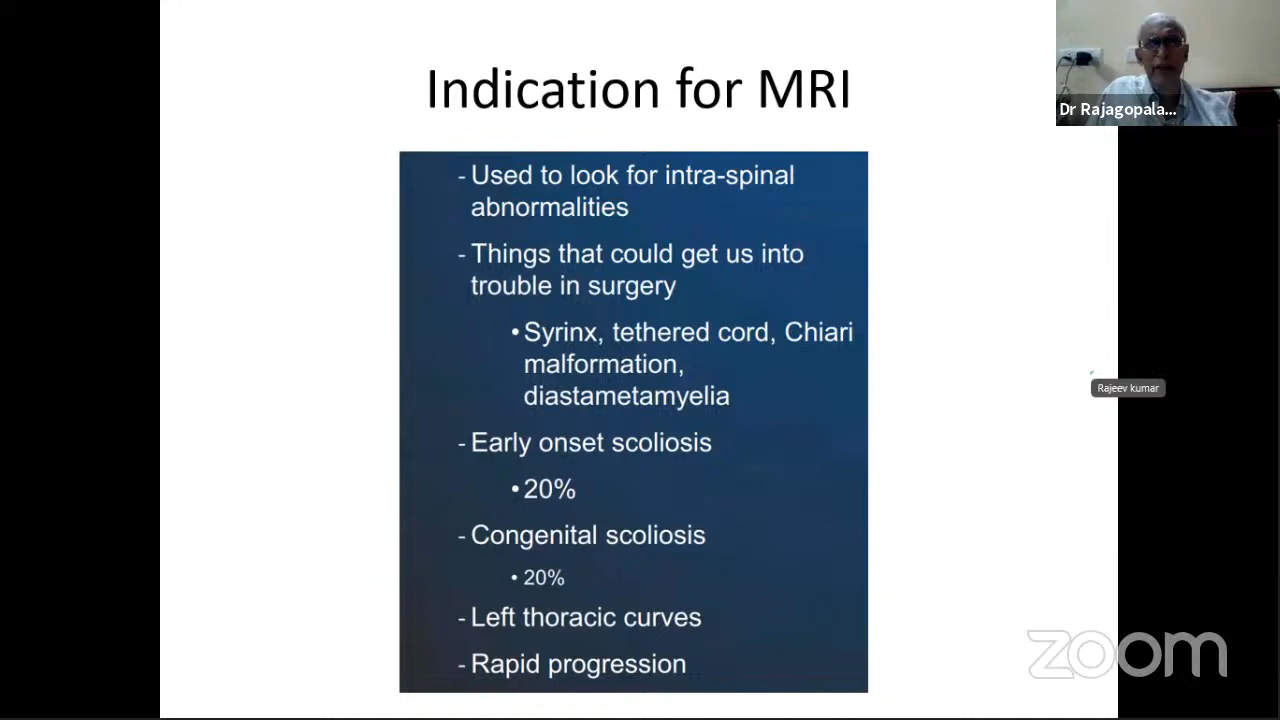 Indication for MRI
Dr Rajagopala...
- Used to look for intra-spinal
abnormalities
- Things that could get us into
trouble in surgery
• Syrinx, tethered cord, Chiari
malformation,
diastametamyelia
- Early onset scoliosis
• 20%
- Congenital scoliosis
• 20%
- Left thoracic curves
- Rapid progression
Rajeev kumar
zoom